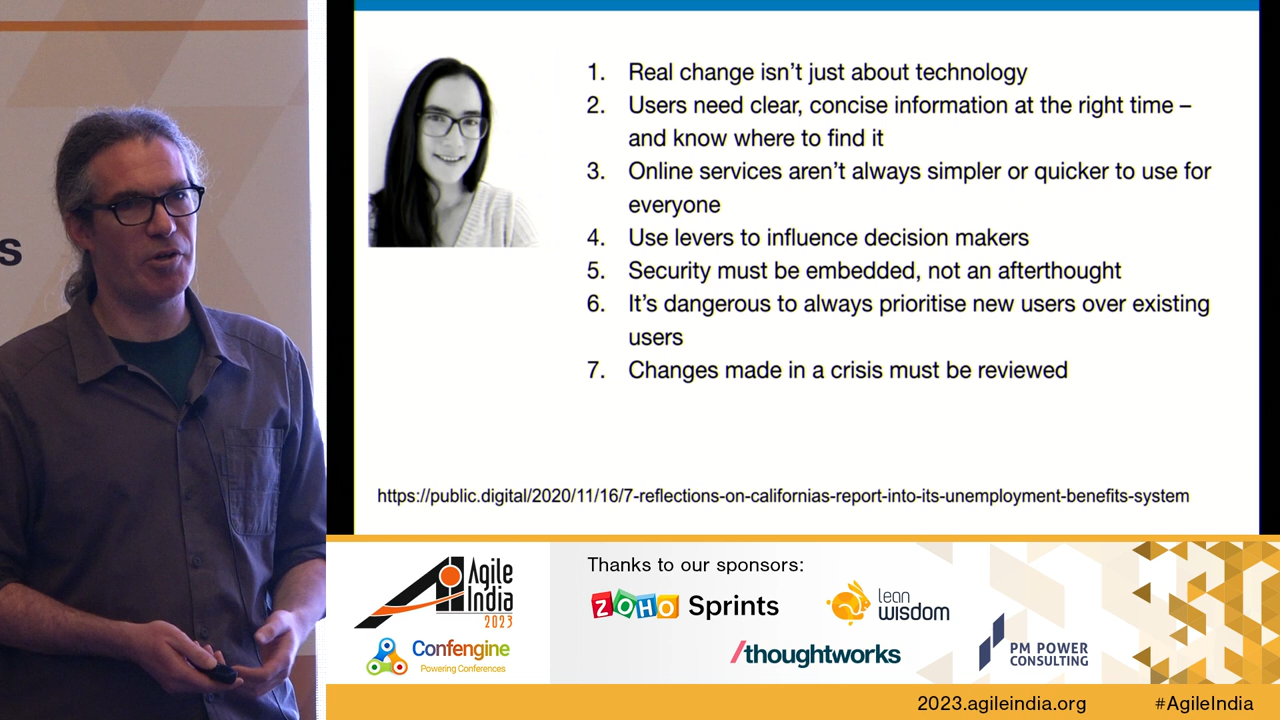 s
1. Real change isn't just about technology
2. Users need clear, concise information at the right time –
and know where to find it
3. Online services aren't always simpler or quicker to use for
everyone
4. Use levers to influence decision makers
5. Security must be embedded, not an afterthought
6. It's dangerous to always prioritise new users over existing
users
7. Changes made in a crisis must be reviewed
https://public.digital/2020/11/16/7-reflections-on-californias-report-into-its-unemployment-benefits-system
Agile
India
2023
Confengine
Powering Conferences
Thanks to our sponsors:
ZOHO Sprints
lean
wisdom
/thoughtworks
PM POWER
CONSULTING
2023.agileindia.org
#AgileIndia